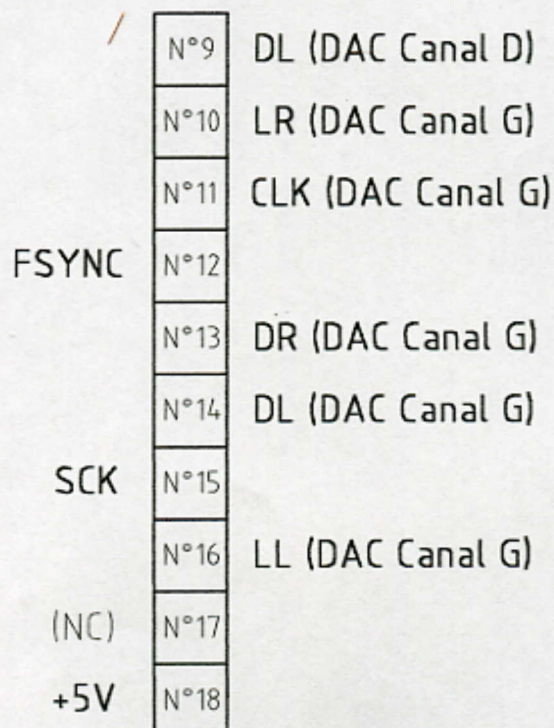 N°9 DL (DAC Canal D)
N°10 LR (DAC Canal G)
N°11 CLK (DAC Canal G)
FSYNC N°12
N°13 DR (DAC Canal G)
N°14 DL (DAC Canal G)
SCK N°15
N°16 LL (DAC Canal G)
(NC) N°17
+5V N°18